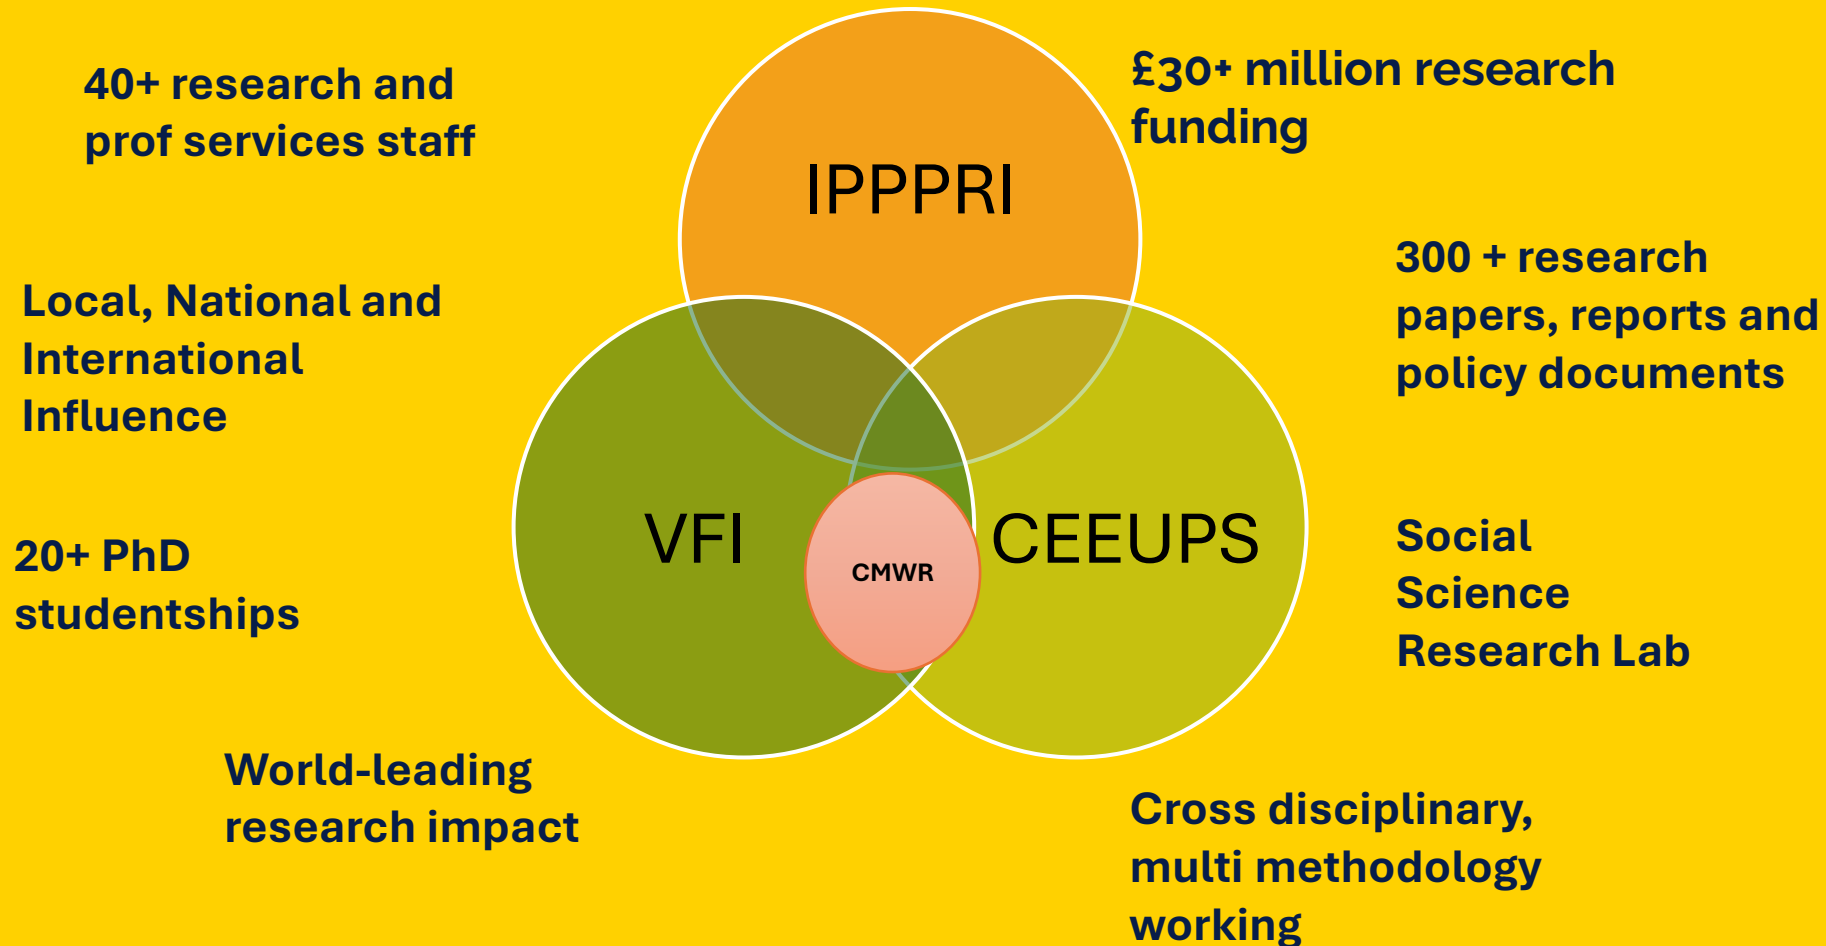 40+ research and
prof services staff
£30+ million research
funding
IPPPRI
Local, National and
International
Influence
300 + research
papers, reports and
policy documents
VFI
CMWR
CEEUPS
20+ PhD
studentships
Social
Science
Research Lab
World-leading
research impact
Cross disciplinary,
multi methodology
working